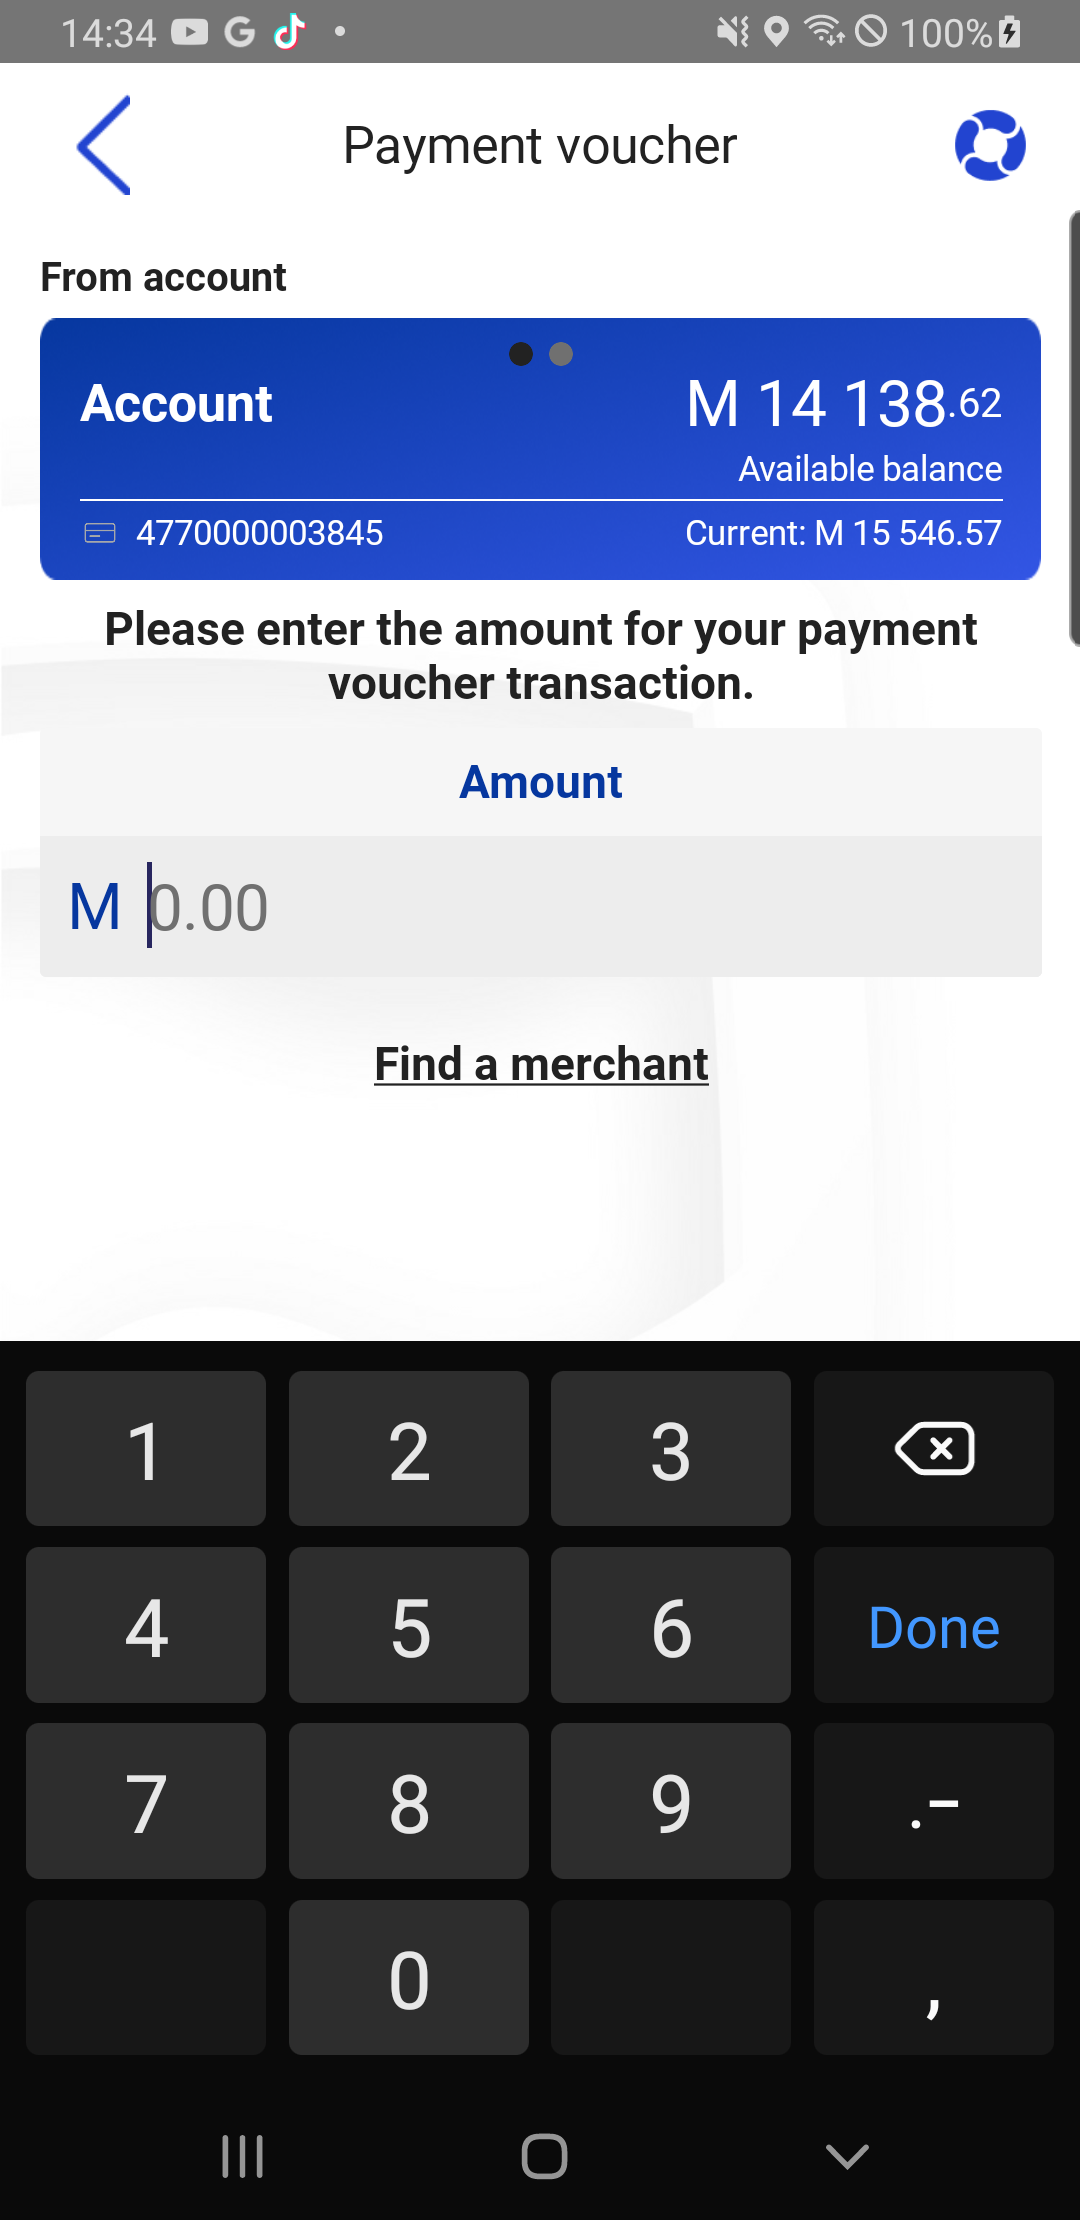 14:34
100%
Payment voucher
From account
Account
M 14 138.62
Available balance
4770000003845
Current: M 15 546.57
Please enter the amount for your payment
voucher transaction.
Amount
M 0.00
Find a merchant
1 2 3
4 5 6 Done
7 8 9 .-
0 ,